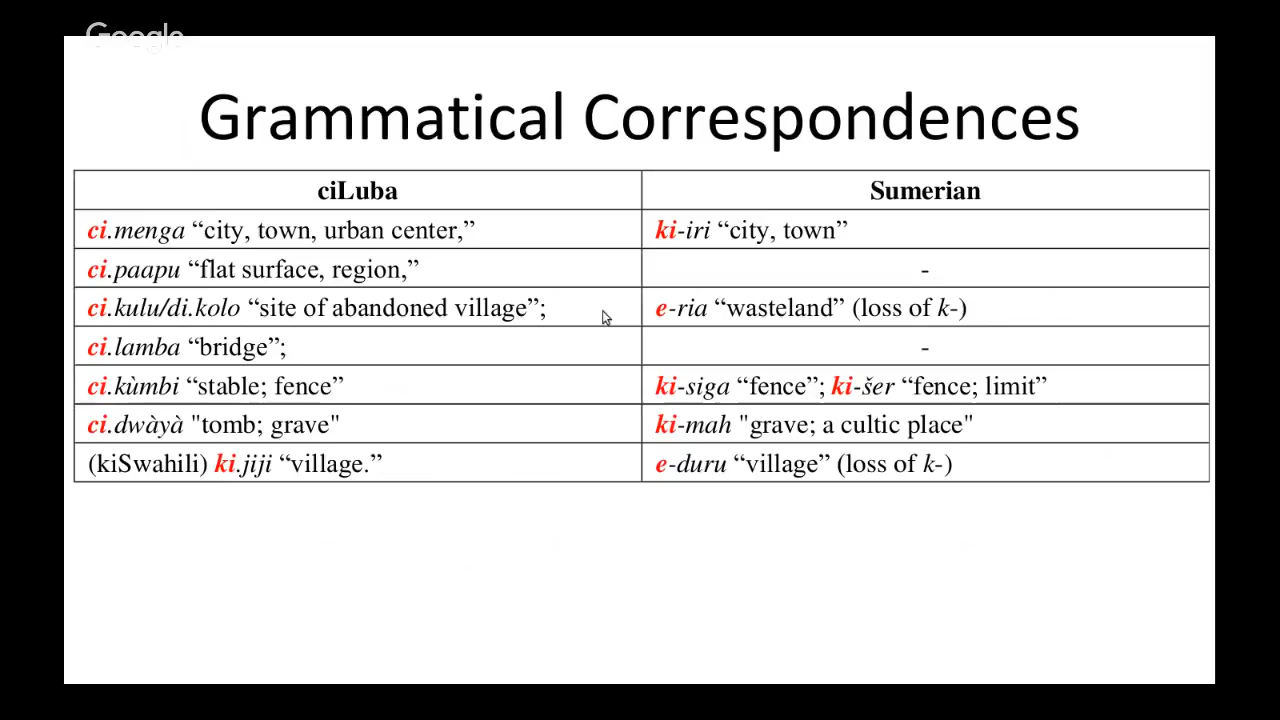 Google
Grammatical Correspondences
ciLuba Sumerian
ci.menga “city, town, urban center,” ki-iri “city, town”
ci.paapu “flat surface, region,” -
ci.kulu/di.kolo “site of abandoned village”; e-ria “wasteland” (loss of k-)
ci.lamba “bridge”; -
ci.kùmbi “stable; fence” ki-siga “fence”; ki-šer “fence; limit”
ci.dwàyà "tomb; grave" ki-mah "grave; a cultic place"
(kiSwahili) ki.jiji “village.” e-duru “village” (loss of k-)